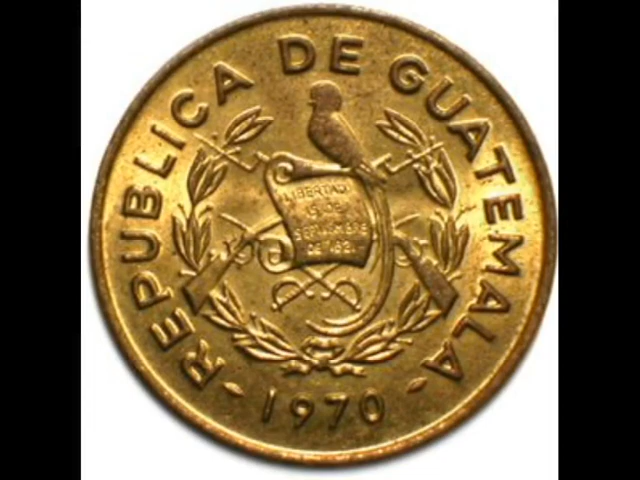 REPUBLICA DE GUATEMALA
LIBERTAD
15 DE
SEPTIEMBRE
DE 1821
1970